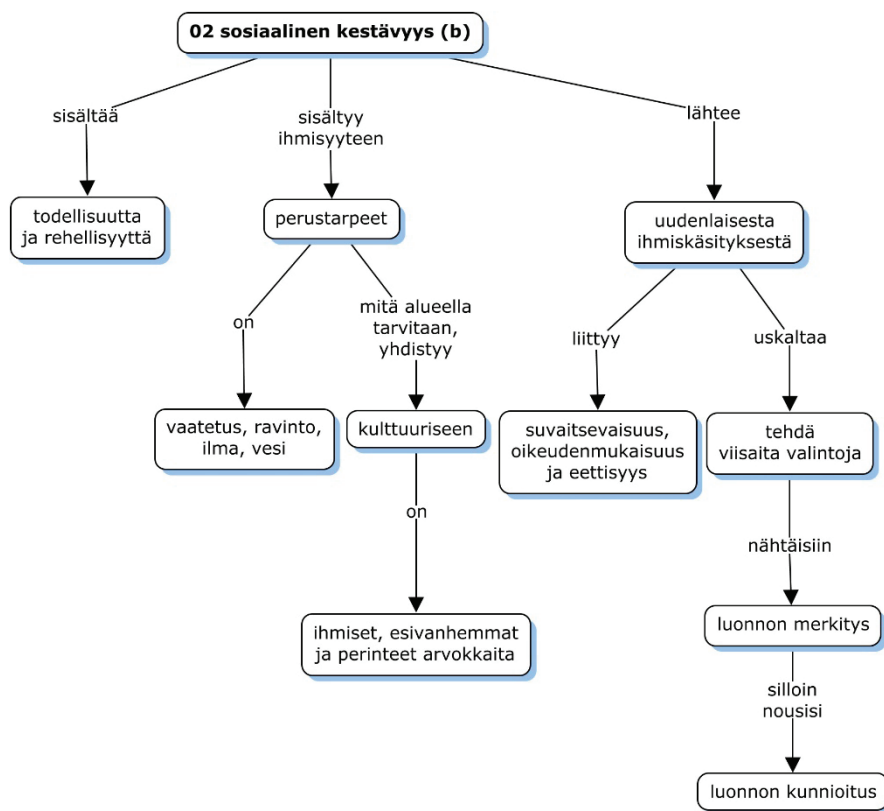 02 sosiaalinen kestävyys (b)
sisältää
sisältyy
ihmisyyteen
lähtee
todellisuutta
ja rehellisyyttä
perustarpeet
uudenlaisesta
ihmiskäsityksestä
on
mitä alueella
tarvitaan,
yhdistyy
liittyy
uskaltaa
vaatetus, ravinto,
ilma, vesi
kulttuuriseen
suvaitsevaisuus,
oikeudenmukaisuus
ja eettisyys
tehdä
viisaita valintoja
on
nähtäisiin
ihmiset, esivanhemmat
ja perinteet arvokkaita
luonnon merkitys
silloin
nousisi
luonnon kunnioitus